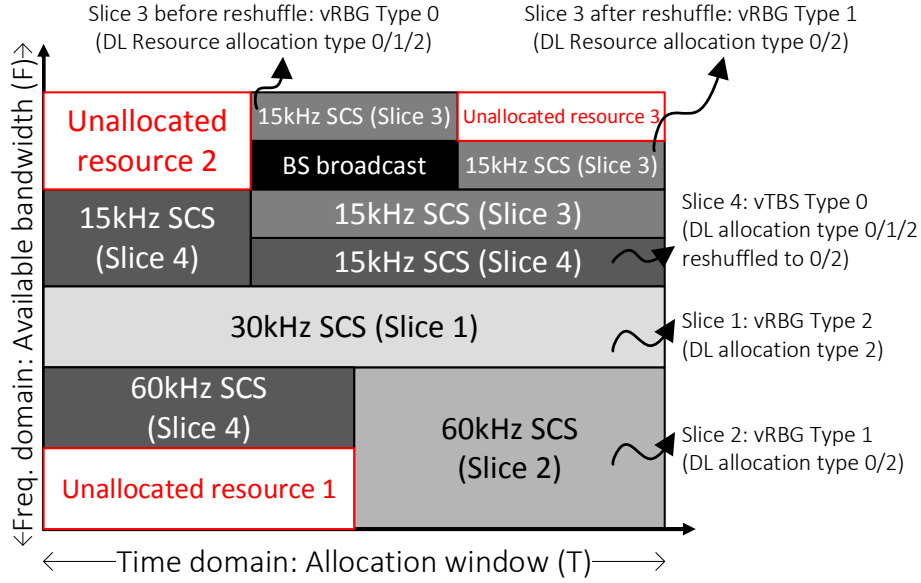 Slice 3 before reshuffle: vRBG Type 0
(DL Resource allocation type 0/1/2)
Slice 3 after reshuffle: vRBG Type 1
(DL Resource allocation type 0/2)
Freq. domain: Available bandwidth (F)
Unallocated
resource 2
15kHz SCS (Slice 3)
Unallocated resource 3
BS broadcast
15kHz SCS (Slice 3)
15kHz SCS
(Slice 4)
15kHz SCS (Slice 3)
15kHz SCS (Slice 4)
Slice 4: vTBS Type 0
(DL allocation type 0/1/2
reshuffled to 0/2)
30kHz SCS (Slice 1)
Slice 1: vRBG Type 2
(DL allocation type 2)
60kHz SCS
(Slice 4)
60kHz SCS
(Slice 2)
Slice 2: vRBG Type 1
(DL allocation type 0/2)
Unallocated resource 1
Time domain: Allocation window (T)